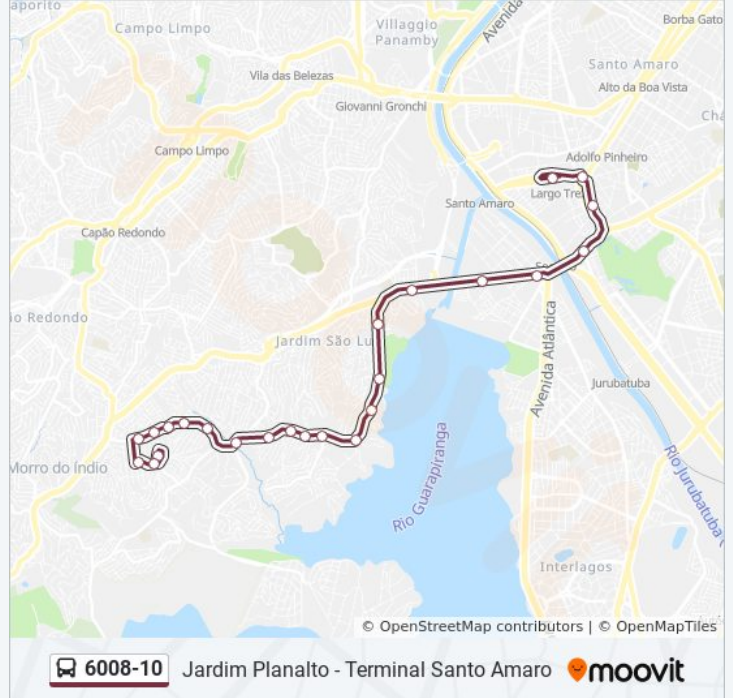 aporito
Campo Limpo
Villaggio
Panamby
Avenida
Borba Gato
Santo Amaro
Vila das Belezas
Alto da Boa Vista
Giovanni Gronchi
Chá
Campo Limpo
Adolfo Pinheiro
Largo Tre
Santo Amaro
Capão Redondo
io Redondo
Jardim São Lu
Avenida Atlântica
Jurubatuba
Morro do Índio
Rio Guarapiranga
Rio Jurubatuba
Interlagos
© OpenStreetMap contributors | © OpenMapTiles
6008-10 Jardim Planalto - Terminal Santo Amaro moovit